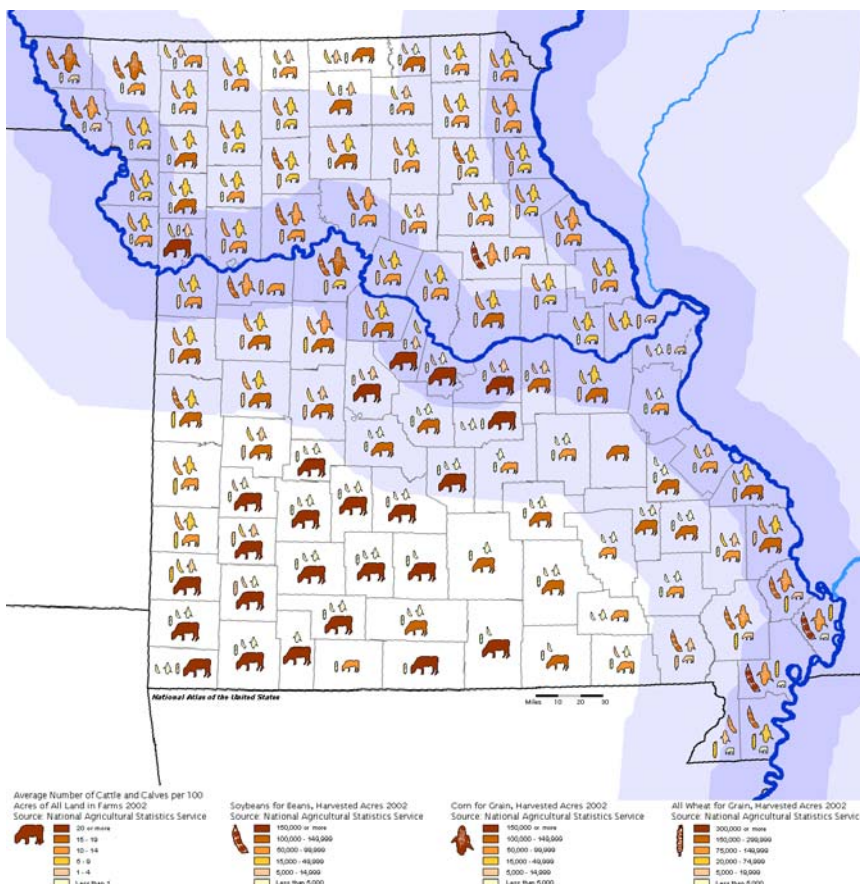 National Atlas of the United States
Miles 10 20 30
Average Number of Cattle and Calves per 100
Acres of All Land in Farms 2002
Source: National Agricultural Statistics Service
20 or more
15 - 19
10 - 14
5 - 9
1 - 4
Less than 1
Soybeans for Beans, Harvested Acres 2002
Source: National Agricultural Statistics Service
150,000 or more
100,000 - 149,999
50,000 - 99,999
15,000 - 49,999
5,000 - 14,999
Less than 5,000
Corn for Grain, Harvested Acres 2002
Source: National Agricultural Statistics Service
150,000 or more
100,000 - 149,999
50,000 - 99,999
15,000 - 49,999
5,000 - 14,999
Less than 5,000
All Wheat for Grain, Harvested Acres 2002
Source: National Agricultural Statistics Service
300,000 or more
150,000 - 299,999
75,000 - 149,999
20,000 - 74,999
5,000 - 19,999
Less than 5,000